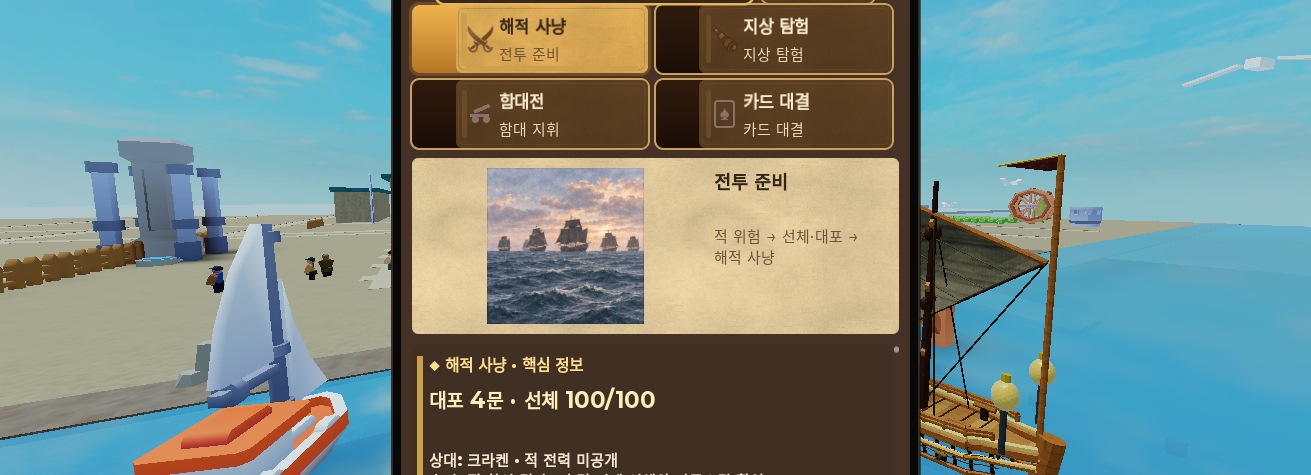 해적 사냥
전투 준비
지상 탐험
지상 탐험
함대전
함대 지휘
카드 대결
카드 대결
전투 준비
적 위험 → 선체·대포 →
해적 사냥
◆ 해적 사냥 • 핵심 정보
대포 4문 • 선체 100/100
상대: 크라켄 • 적 전력 미공개